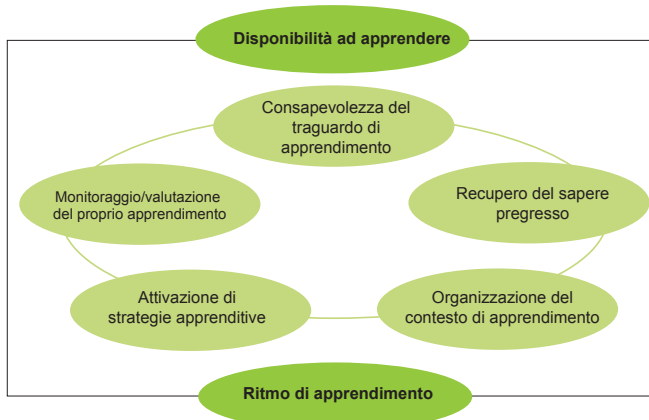 Disponibilità ad apprendere
Consapevolezza del
traguardo di
apprendimento
Monitoraggio/valutazione
del proprio apprendimento
Recupero del sapere
pregresso
Attivazione di
strategie apprenditive
Organizzazione del
contesto di apprendimento
Ritmo di apprendimento